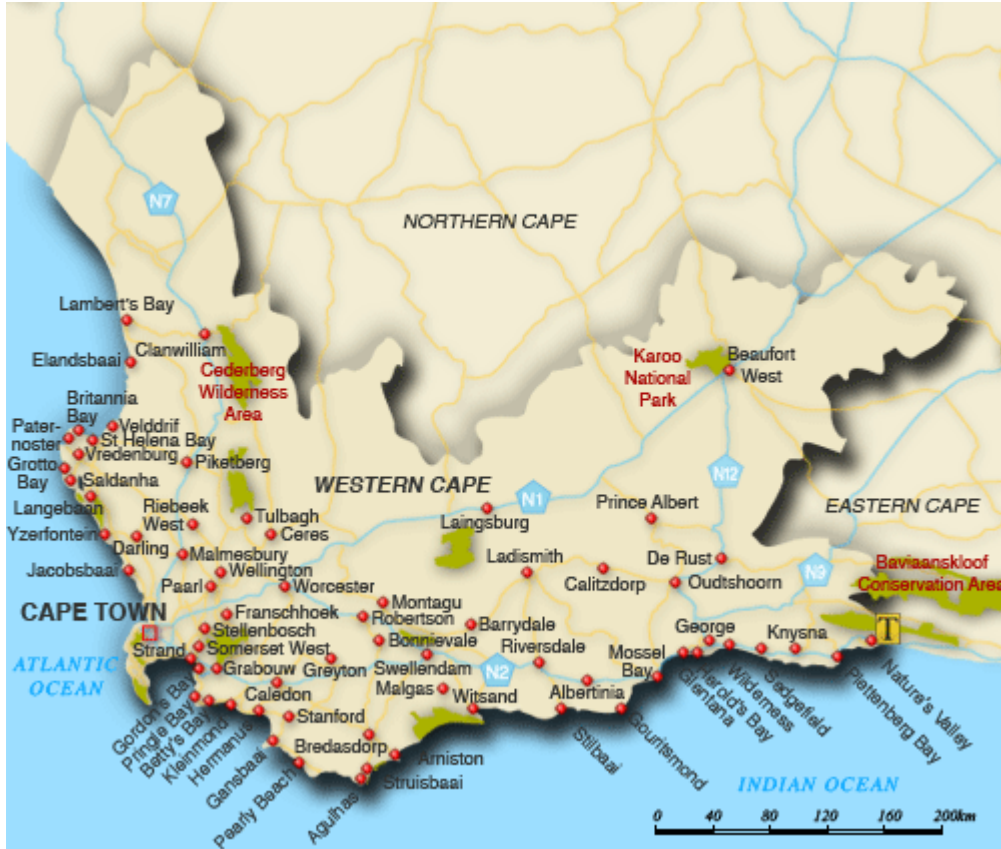 N7
NORTHERN CAPE
Lambert's Bay
Clanwilliam
Elandsbaai
Cederberg
Wilderness
Area
Karoo
National
Park
Beaufort
West
Britannia
Bay
Velddrif
Pater-
noster
St Helena Bay
Vredenburg
Grotto
Bay
Piketberg
Saldanha
Langebaan
WESTERN CAPE
N1
N12
Riebeek
West
Tulbagh
Laingsburg
Prince Albert
EASTERN CAPE
Yzerfontein
Darling
Ceres
Malmesbury
Ladismith
De Rust
Jacobsbaai
Wellington
Calitzdorp
Oudtshoorn
N9
Baviaanskloof
Conservation Area
Paarl
Worcester
CAPE TOWN
Franschhoek
Montagu
Robertson
Stellenbosch
Bonnievale
Barrydale
George
Knysna
T
Strand
Somerset West
Riversdale
Mossel
Bay
ATLANTIC
OCEAN
Grabouw
Greyton
Swellendam
N2
Caledon
Malgas
Witsand
Albertinia
Stanford
Bredasdorp
Gordon's Bay
Pringle Bay
Betty's Bay
Kleinmond
Hermanus
Gansbaai
Pearly Beach
Agulhas
Struisbaai
Arniston
Stilbaai
Gouritsmond
Glentana
Herold's Bay
Wilderness
Sedgefield
Plettenberg Bay
Nature's Valley
INDIAN OCEAN
0 40 80 120 160 200km